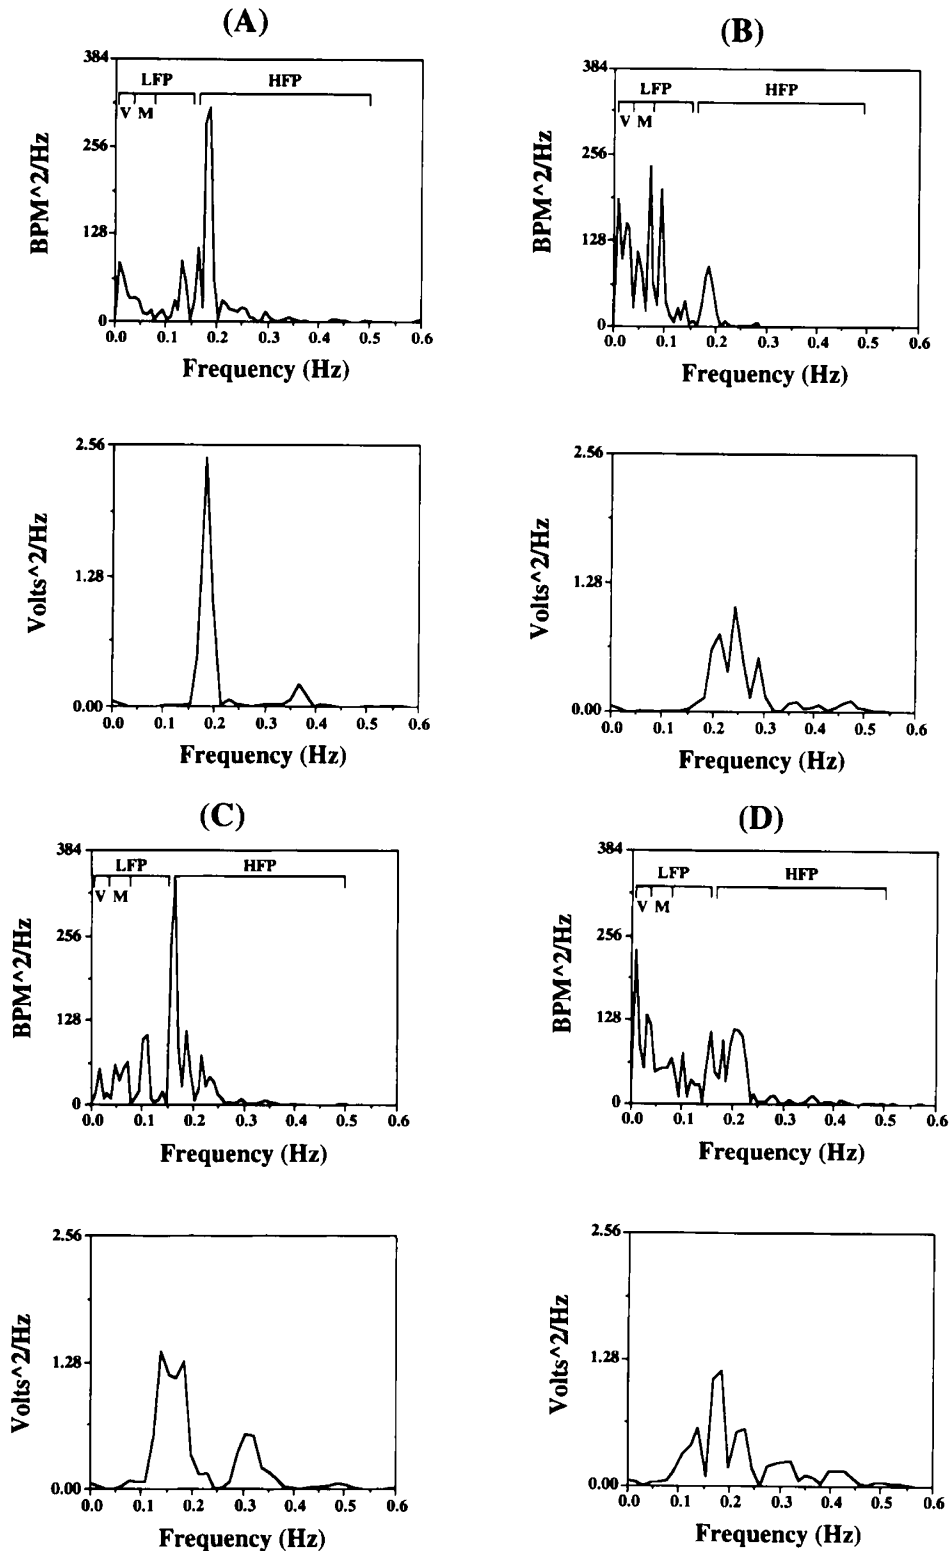 (A)
384
LFP HFP
V M
256
128
0
BPM^2/Hz
0.0 0.1 0.2 0.3 0.4 0.5 0.6
Frequency (Hz)
(B)
384
LFP HFP
V M
256
128
0
BPM^2/Hz
0.0 0.1 0.2 0.3 0.4 0.5 0.6
Frequency (Hz)
2.56
1.28
0.00
Volts^2/Hz
0.0 0.1 0.2 0.3 0.4 0.5 0.6
Frequency (Hz)
2.56
1.28
0.00
Volts^2/Hz
0.0 0.1 0.2 0.3 0.4 0.5 0.6
Frequency (Hz)
(C)
384
LFP HFP
V M
256
128
0
BPM^2/Hz
0.0 0.1 0.2 0.3 0.4 0.5 0.6
Frequency (Hz)
(D)
384
LFP HFP
V M
256
128
0
BPM^2/Hz
0.0 0.1 0.2 0.3 0.4 0.5 0.6
Frequency (Hz)
2.56
1.28
0.00
Volts^2/Hz
0.0 0.1 0.2 0.3 0.4 0.5 0.6
Frequency (Hz)
2.56
1.28
0.00
Volts^2/Hz
0.0 0.1 0.2 0.3 0.4 0.5 0.6
Frequency (Hz)